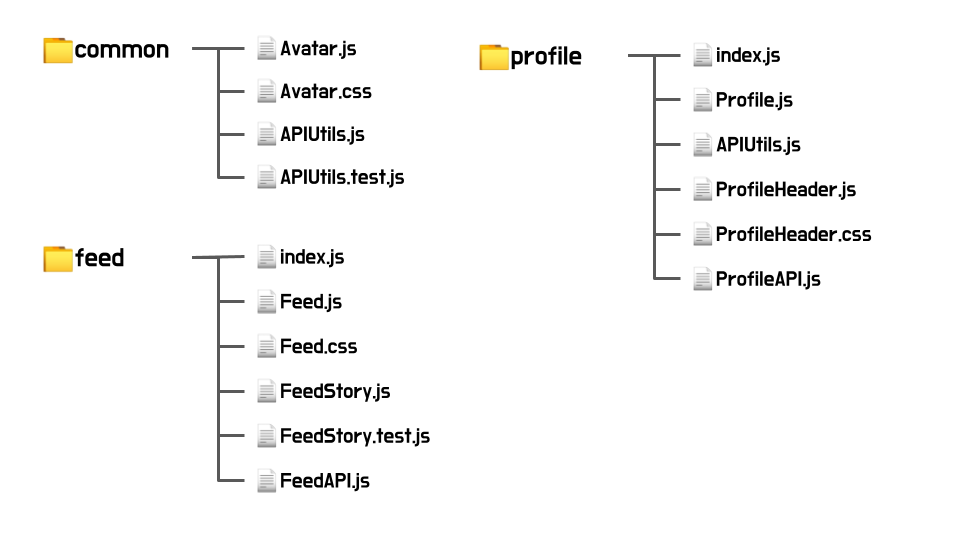 common
Avatar.js
Avatar.css
APIUtils.js
APIUtils.test.js
feed
index.js
Feed.js
Feed.css
FeedStory.js
FeedStory.test.js
FeedAPI.js
profile
index.js
Profile.js
APIUtils.js
ProfileHeader.js
ProfileHeader.css
ProfileAPI.js